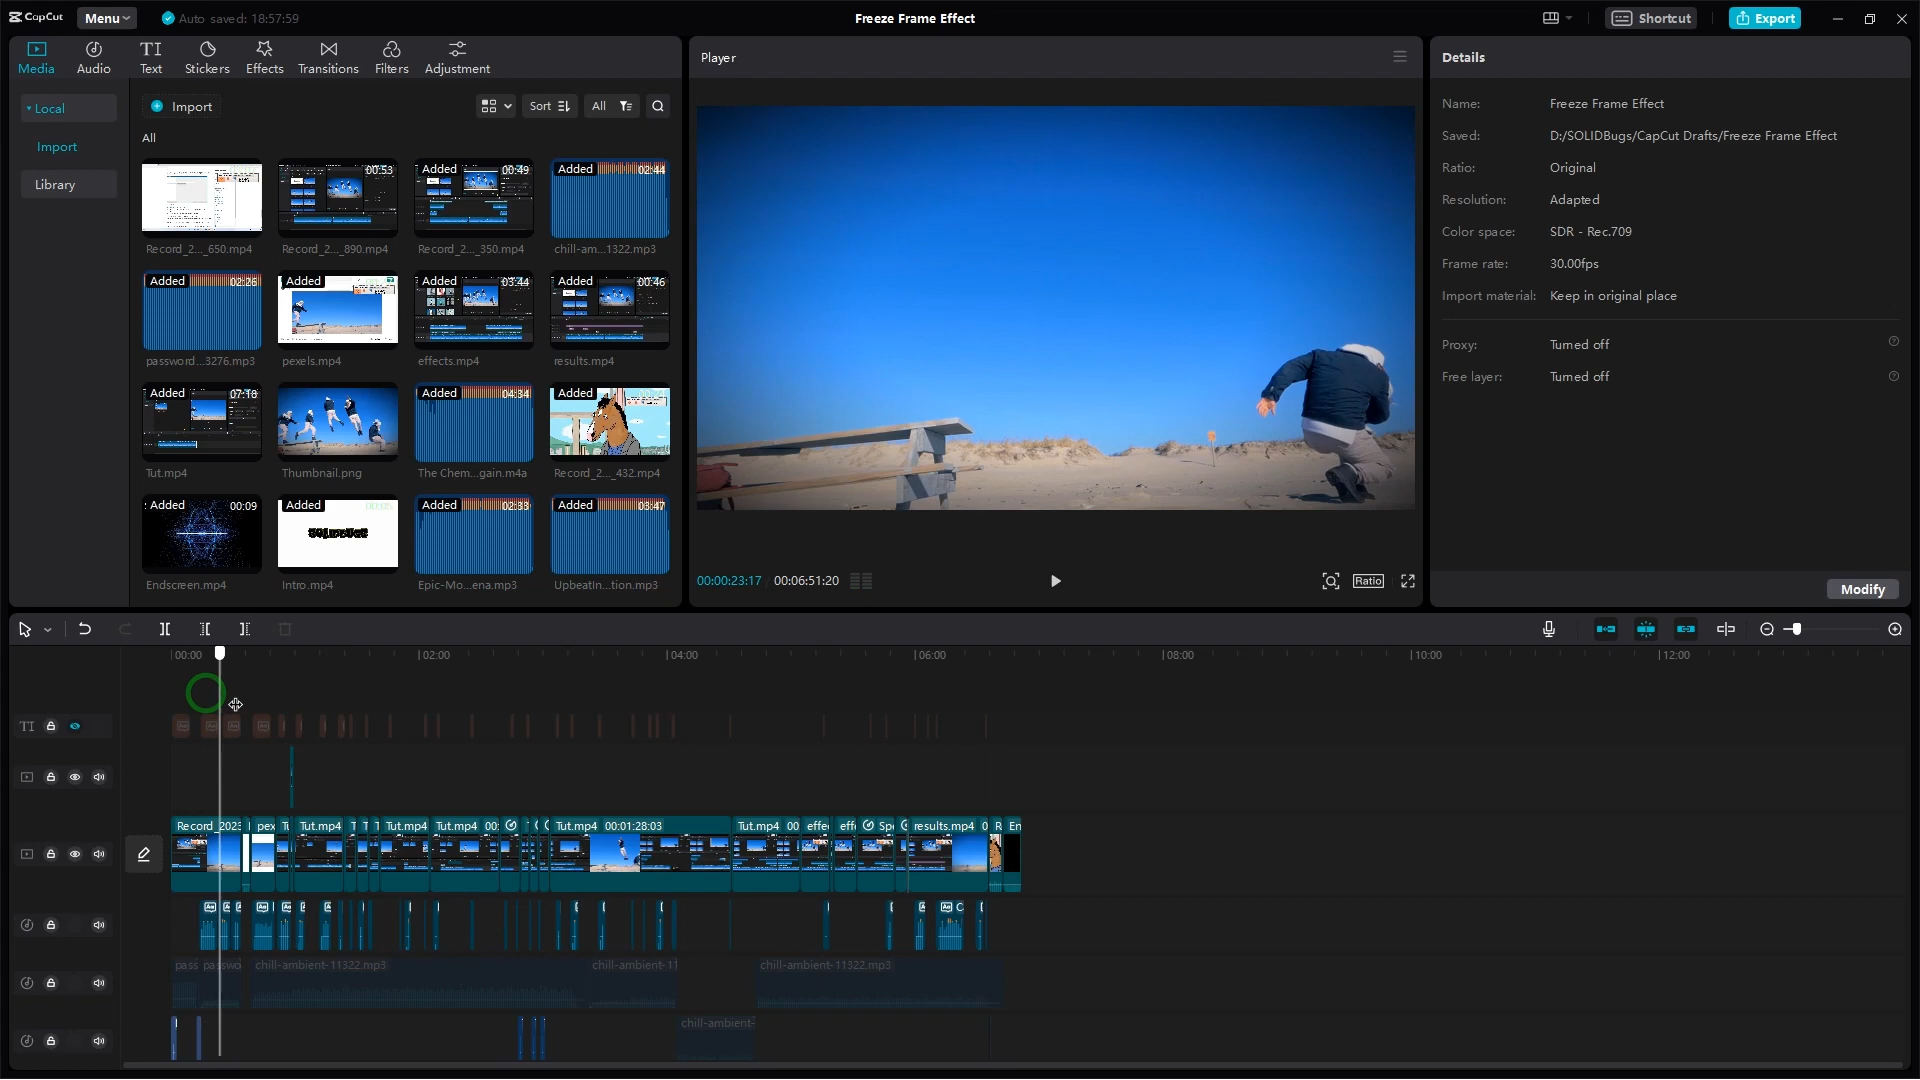 CapCut
Menu
Auto saved: 18:57:59
Freeze Frame Effect
Shortcut
Export
Media
Audio
Text
Stickers
Effects
Transitions
Filters
Adjustment
Player
Details
Local
Import
Library
Import
Sort
All
All
00:53
Added 00:49
Added 02:44
Record_2..._650.mp4
Record_2..._890.mp4
Record_2..._350.mp4
chill-am...1322.mp3
Added 02:26
Added
Added 03:44
Added 00:46
password...3276.mp3
pexels.mp4
effects.mp4
results.mp4
Added 07:18
Added 04:34
Added
Tut.mp4
Thumbnail.png
The Chem...gain.m4a
Record_2..._432.mp4
Added 00:09
Added
Added 02:33
Added 03:47
Endscreen.mp4
Intro.mp4
Epic-Mo...ena.mp3
UpbeatIn...tion.mp3
00:00:23:17
00:06:51:20
Ratio
Name: Freeze Frame Effect
Saved: D:/SOLIDBugs/CapCut Drafts/Freeze Frame Effect
Ratio: Original
Resolution: Adapted
Color space: SDR - Rec.709
Frame rate: 30.00fps
Import material: Keep in original place
Proxy: Turned off
Free layer: Turned off
Modify
00:00
02:00
04:00
06:00
08:00
10:00
12:00
TI
Record_2023
pex
Tut.mp4
Tut.mp4
Tut.mp4 00:
Tut.mp4 00:01:28:03
Tut.mp4 00
effe
eff
Spe
results.mp4 0
R
En
pass
passwo
chill-ambient-11322.mp3
chill-ambient-11
chill-ambient-11322.mp3
chill-ambient-